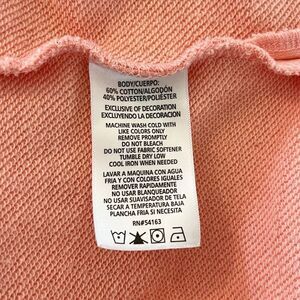 BODY/CUERPO:
60% COTTON/ALGODÓN
40% POLYESTER/POLIÉSTER
EXCLUSIVE OF DECORATION
EXCLUYENDO LA DECORACIÓN
MACHINE WASH COLD WITH
LIKE COLORS ONLY
REMOVE PROMPTLY
DO NOT BLEACH
DO NOT USE FABRIC SOFTENER
TUMBLE DRY LOW
COOL IRON WHEN NEEDED
LAVAR A MAQUINA CON AGUA
FRIA Y CON COLORES IGUALES
REMOVER RAPIDAMENTE
NO USAR BLANQUEADOR
NO USAR SUAVISADOR DE TELA
SECAR A TEMPERATURA BAJA
PLANCHA FRIA SI NECESITA
RN#54163